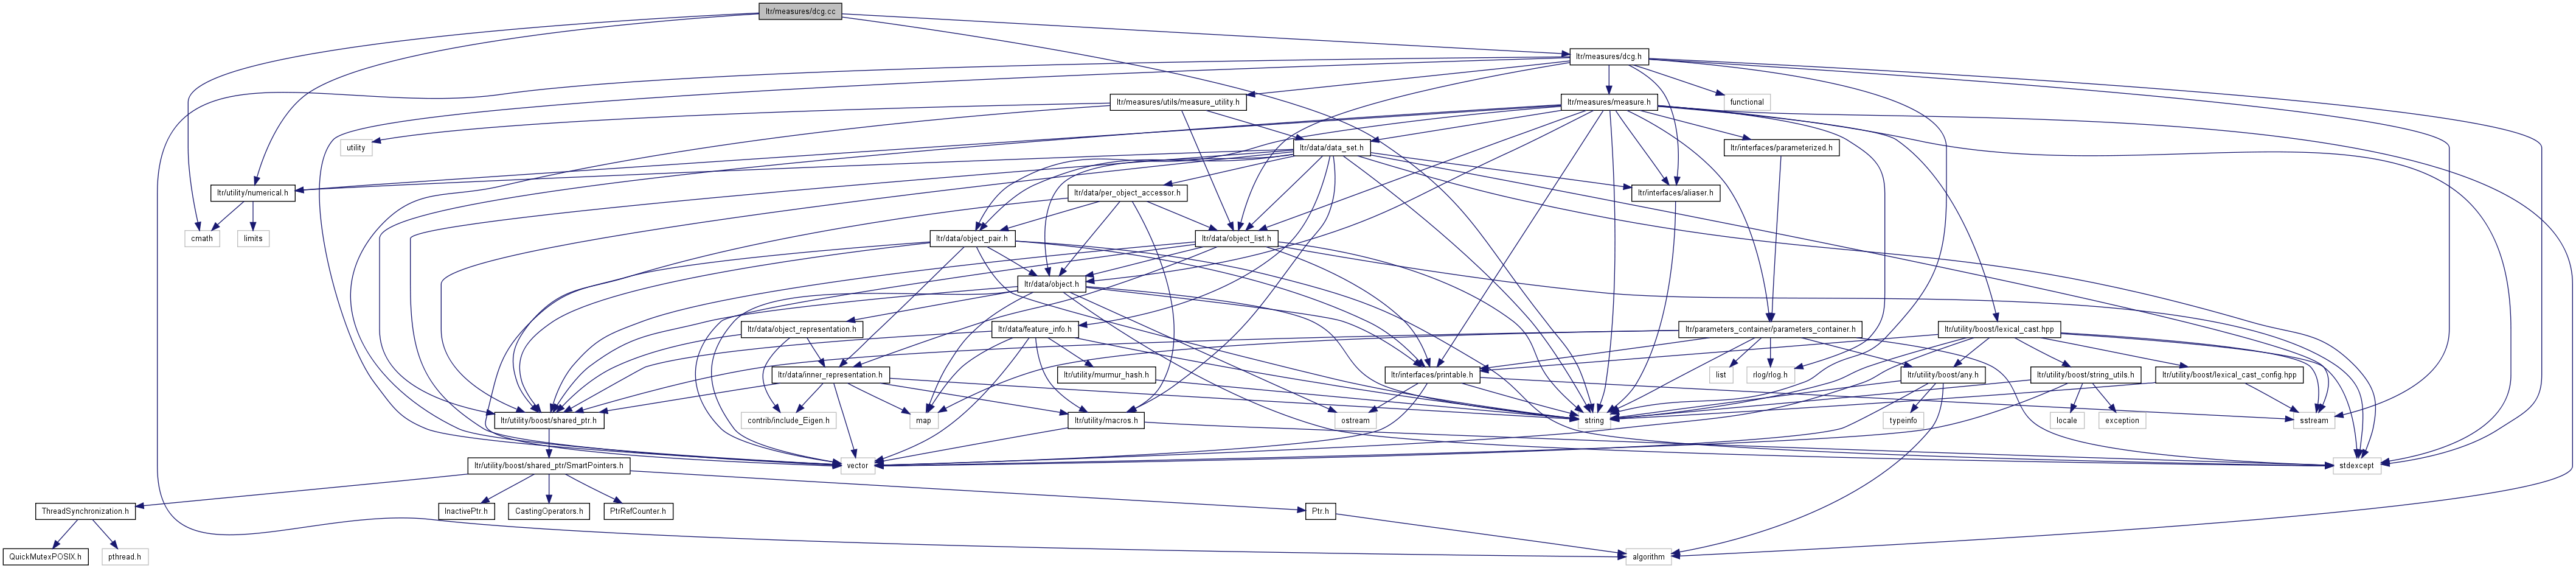 ltr/measures/dcg.cc
ltr/measures/dcg.h
ltr/measures/utils/measure_utility.h
ltr/measures/measure.h
functional
utility
ltr/data/data_set.h
ltr/interfaces/parameterized.h
ltr/utility/numerical.h
ltr/data/per_object_accessor.h
ltr/interfaces/aliaser.h
cmath
limits
ltr/data/object_pair.h
ltr/data/object_list.h
ltr/data/object.h
ltr/data/object_representation.h
ltr/data/feature_info.h
ltr/parameters_container/parameters_container.h
ltr/utility/boost/lexical_cast.hpp
ltr/data/inner_representation.h
ltr/utility/murmur_hash.h
ltr/interfaces/printable.h
list
rlog/rlog.h
ltr/utility/boost/any.h
ltr/utility/boost/string_utils.h
ltr/utility/boost/lexical_cast_config.hpp
ltr/utility/boost/shared_ptr.h
contrib/include_Eigen.h
map
ltr/utility/macros.h
ostream
string
typeinfo
locale
exception
sstream
ltr/utility/boost/shared_ptr/SmartPointers.h
vector
stdexcept
ThreadSynchronization.h
InactivePtr.h
CastingOperators.h
PtrRefCounter.h
Ptr.h
QuickMutexPOSIX.h
pthread.h
algorithm